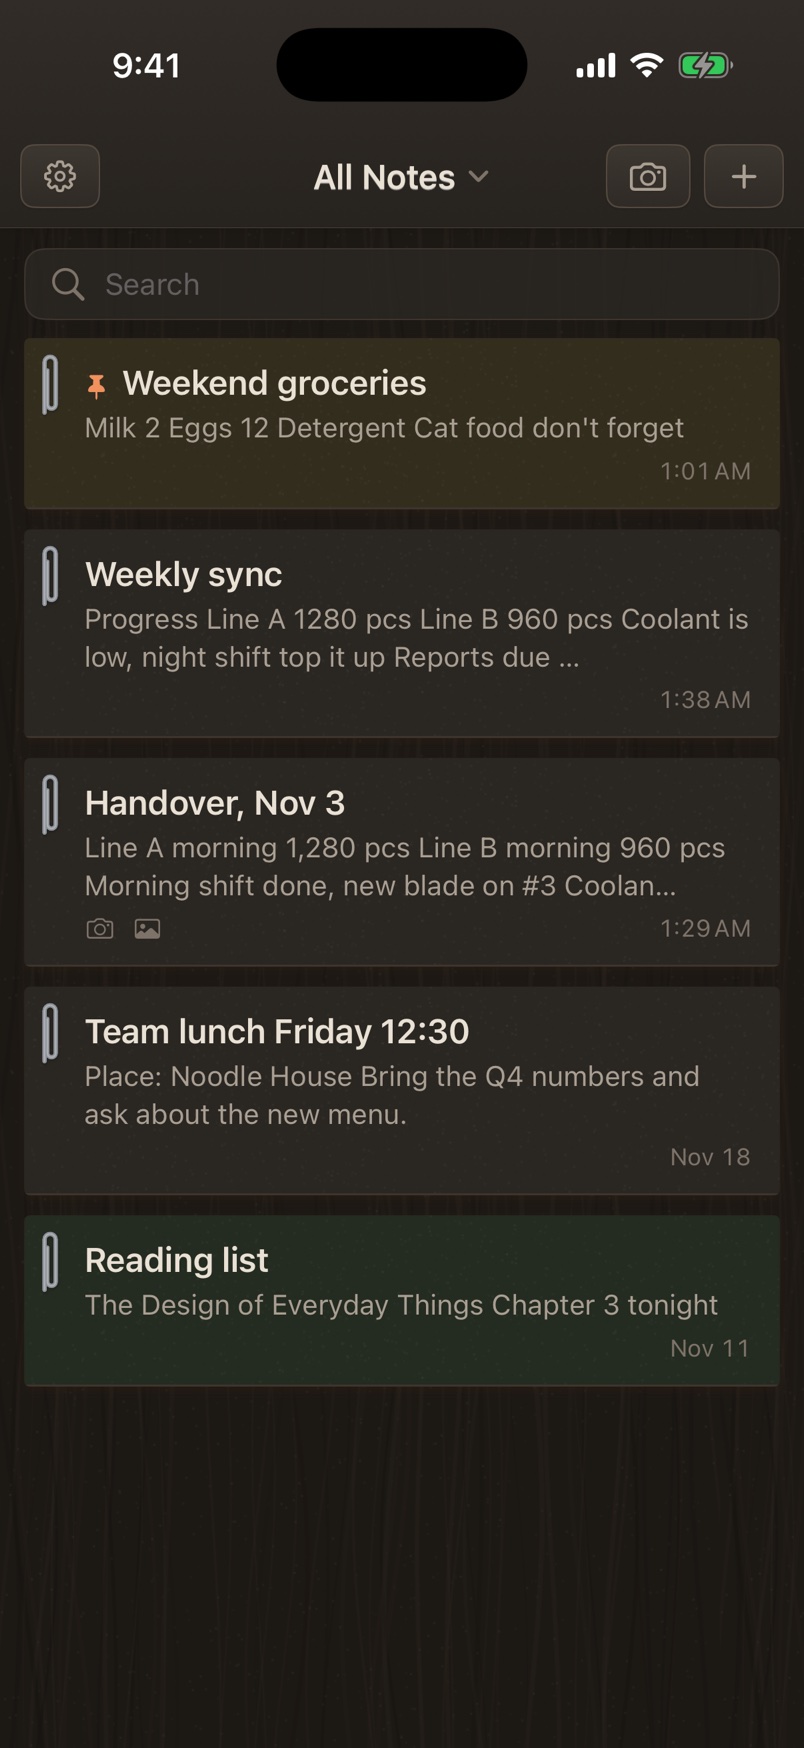 9:41
All Notes
Search
Weekend groceries
Milk 2 Eggs 12 Detergent Cat food don't forget
1:01 AM
Weekly sync
Progress Line A 1280 pcs Line B 960 pcs Coolant is
low, night shift top it up Reports due ...
1:38 AM
Handover, Nov 3
Line A morning 1,280 pcs Line B morning 960 pcs
Morning shift done, new blade on #3 Coolan...
1:29 AM
Team lunch Friday 12:30
Place: Noodle House Bring the Q4 numbers and
ask about the new menu.
Nov 18
Reading list
The Design of Everyday Things Chapter 3 tonight
Nov 11